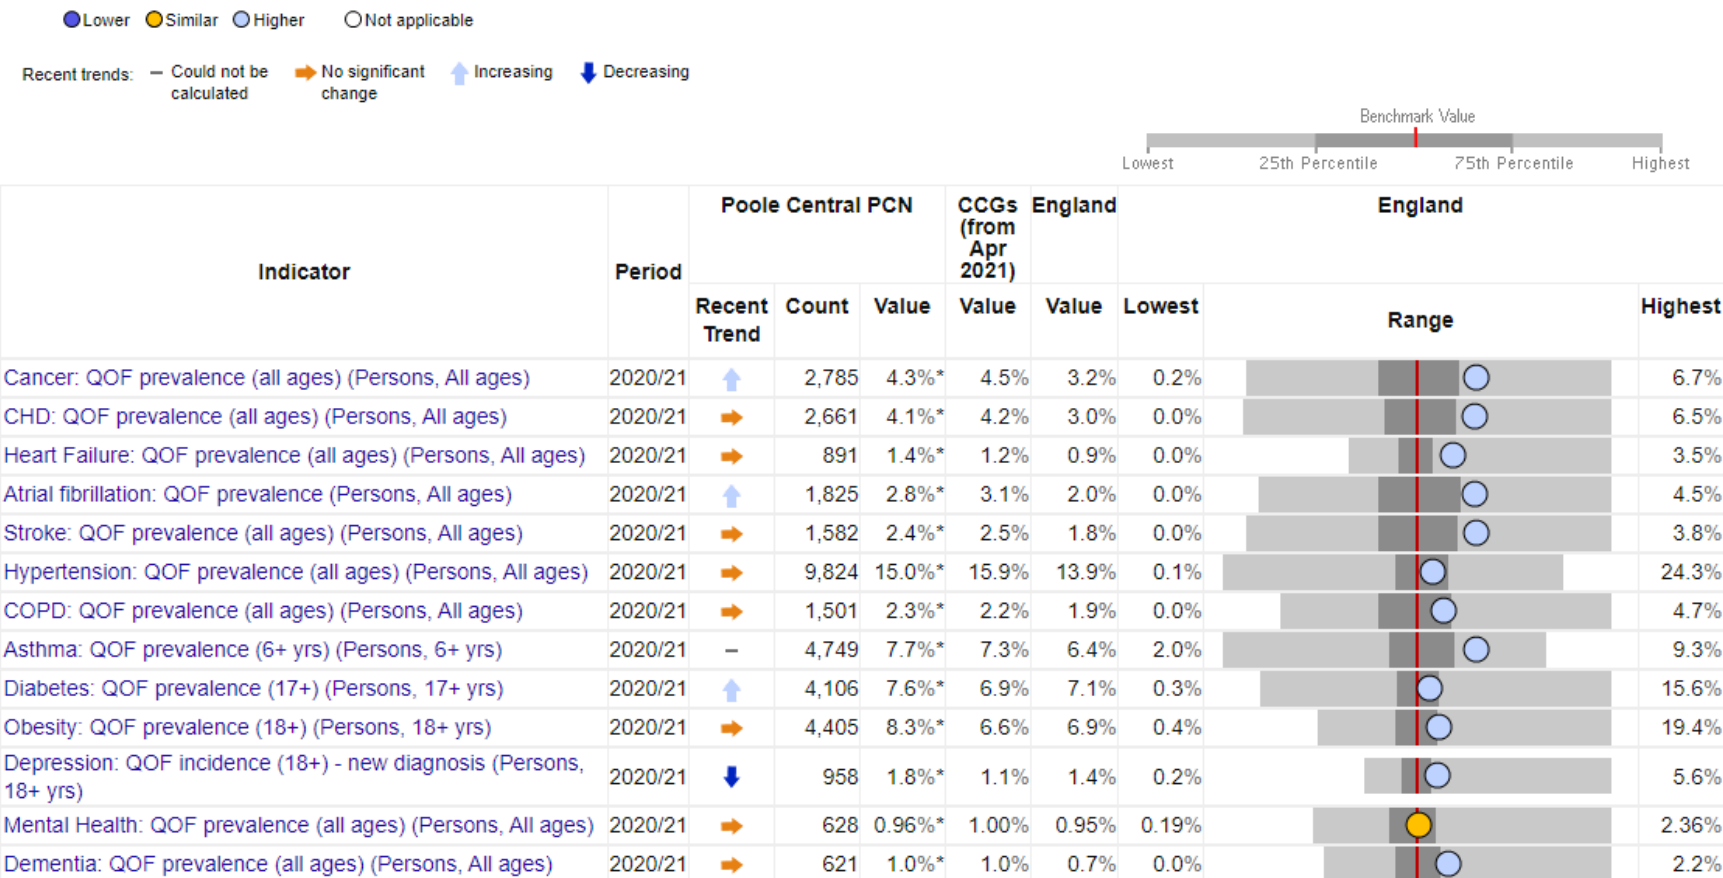 Lower Similar Higher Not applicable
Recent trends: – Could not be calculated No significant change Increasing Decreasing
Benchmark Value
Lowest 25th Percentile 75th Percentile Highest
Indicator Period Poole Central PCN CCGs (from Apr 2021) England England
Recent Trend Count Value Value Value Lowest Range Highest
Cancer: QOF prevalence (all ages) (Persons, All ages) 2020/21 2,785 4.3%* 4.5% 3.2% 0.2% 6.7%
CHD: QOF prevalence (all ages) (Persons, All ages) 2020/21 2,661 4.1%* 4.2% 3.0% 0.0% 6.5%
Heart Failure: QOF prevalence (all ages) (Persons, All ages) 2020/21 891 1.4%* 1.2% 0.9% 0.0% 3.5%
Atrial fibrillation: QOF prevalence (Persons, All ages) 2020/21 1,825 2.8%* 3.1% 2.0% 0.0% 4.5%
Stroke: QOF prevalence (all ages) (Persons, All ages) 2020/21 1,582 2.4%* 2.5% 1.8% 0.0% 3.8%
Hypertension: QOF prevalence (all ages) (Persons, All ages) 2020/21 9,824 15.0%* 15.9% 13.9% 0.1% 24.3%
COPD: QOF prevalence (all ages) (Persons, All ages) 2020/21 1,501 2.3%* 2.2% 1.9% 0.0% 4.7%
Asthma: QOF prevalence (6+ yrs) (Persons, 6+ yrs) 2020/21 – 4,749 7.7%* 7.3% 6.4% 2.0% 9.3%
Diabetes: QOF prevalence (17+) (Persons, 17+ yrs) 2020/21 4,106 7.6%* 6.9% 7.1% 0.3% 15.6%
Obesity: QOF prevalence (18+) (Persons, 18+ yrs) 2020/21 4,405 8.3%* 6.6% 6.9% 0.4% 19.4%
Depression: QOF incidence (18+) - new diagnosis (Persons,
18+ yrs) 2020/21 958 1.8%* 1.1% 1.4% 0.2% 5.6%
Mental Health: QOF prevalence (all ages) (Persons, All ages) 2020/21 628 0.96%* 1.00% 0.95% 0.19% 2.36%
Dementia: QOF prevalence (all ages) (Persons, All ages) 2020/21 621 1.0%* 1.0% 0.7% 0.0% 2.2%